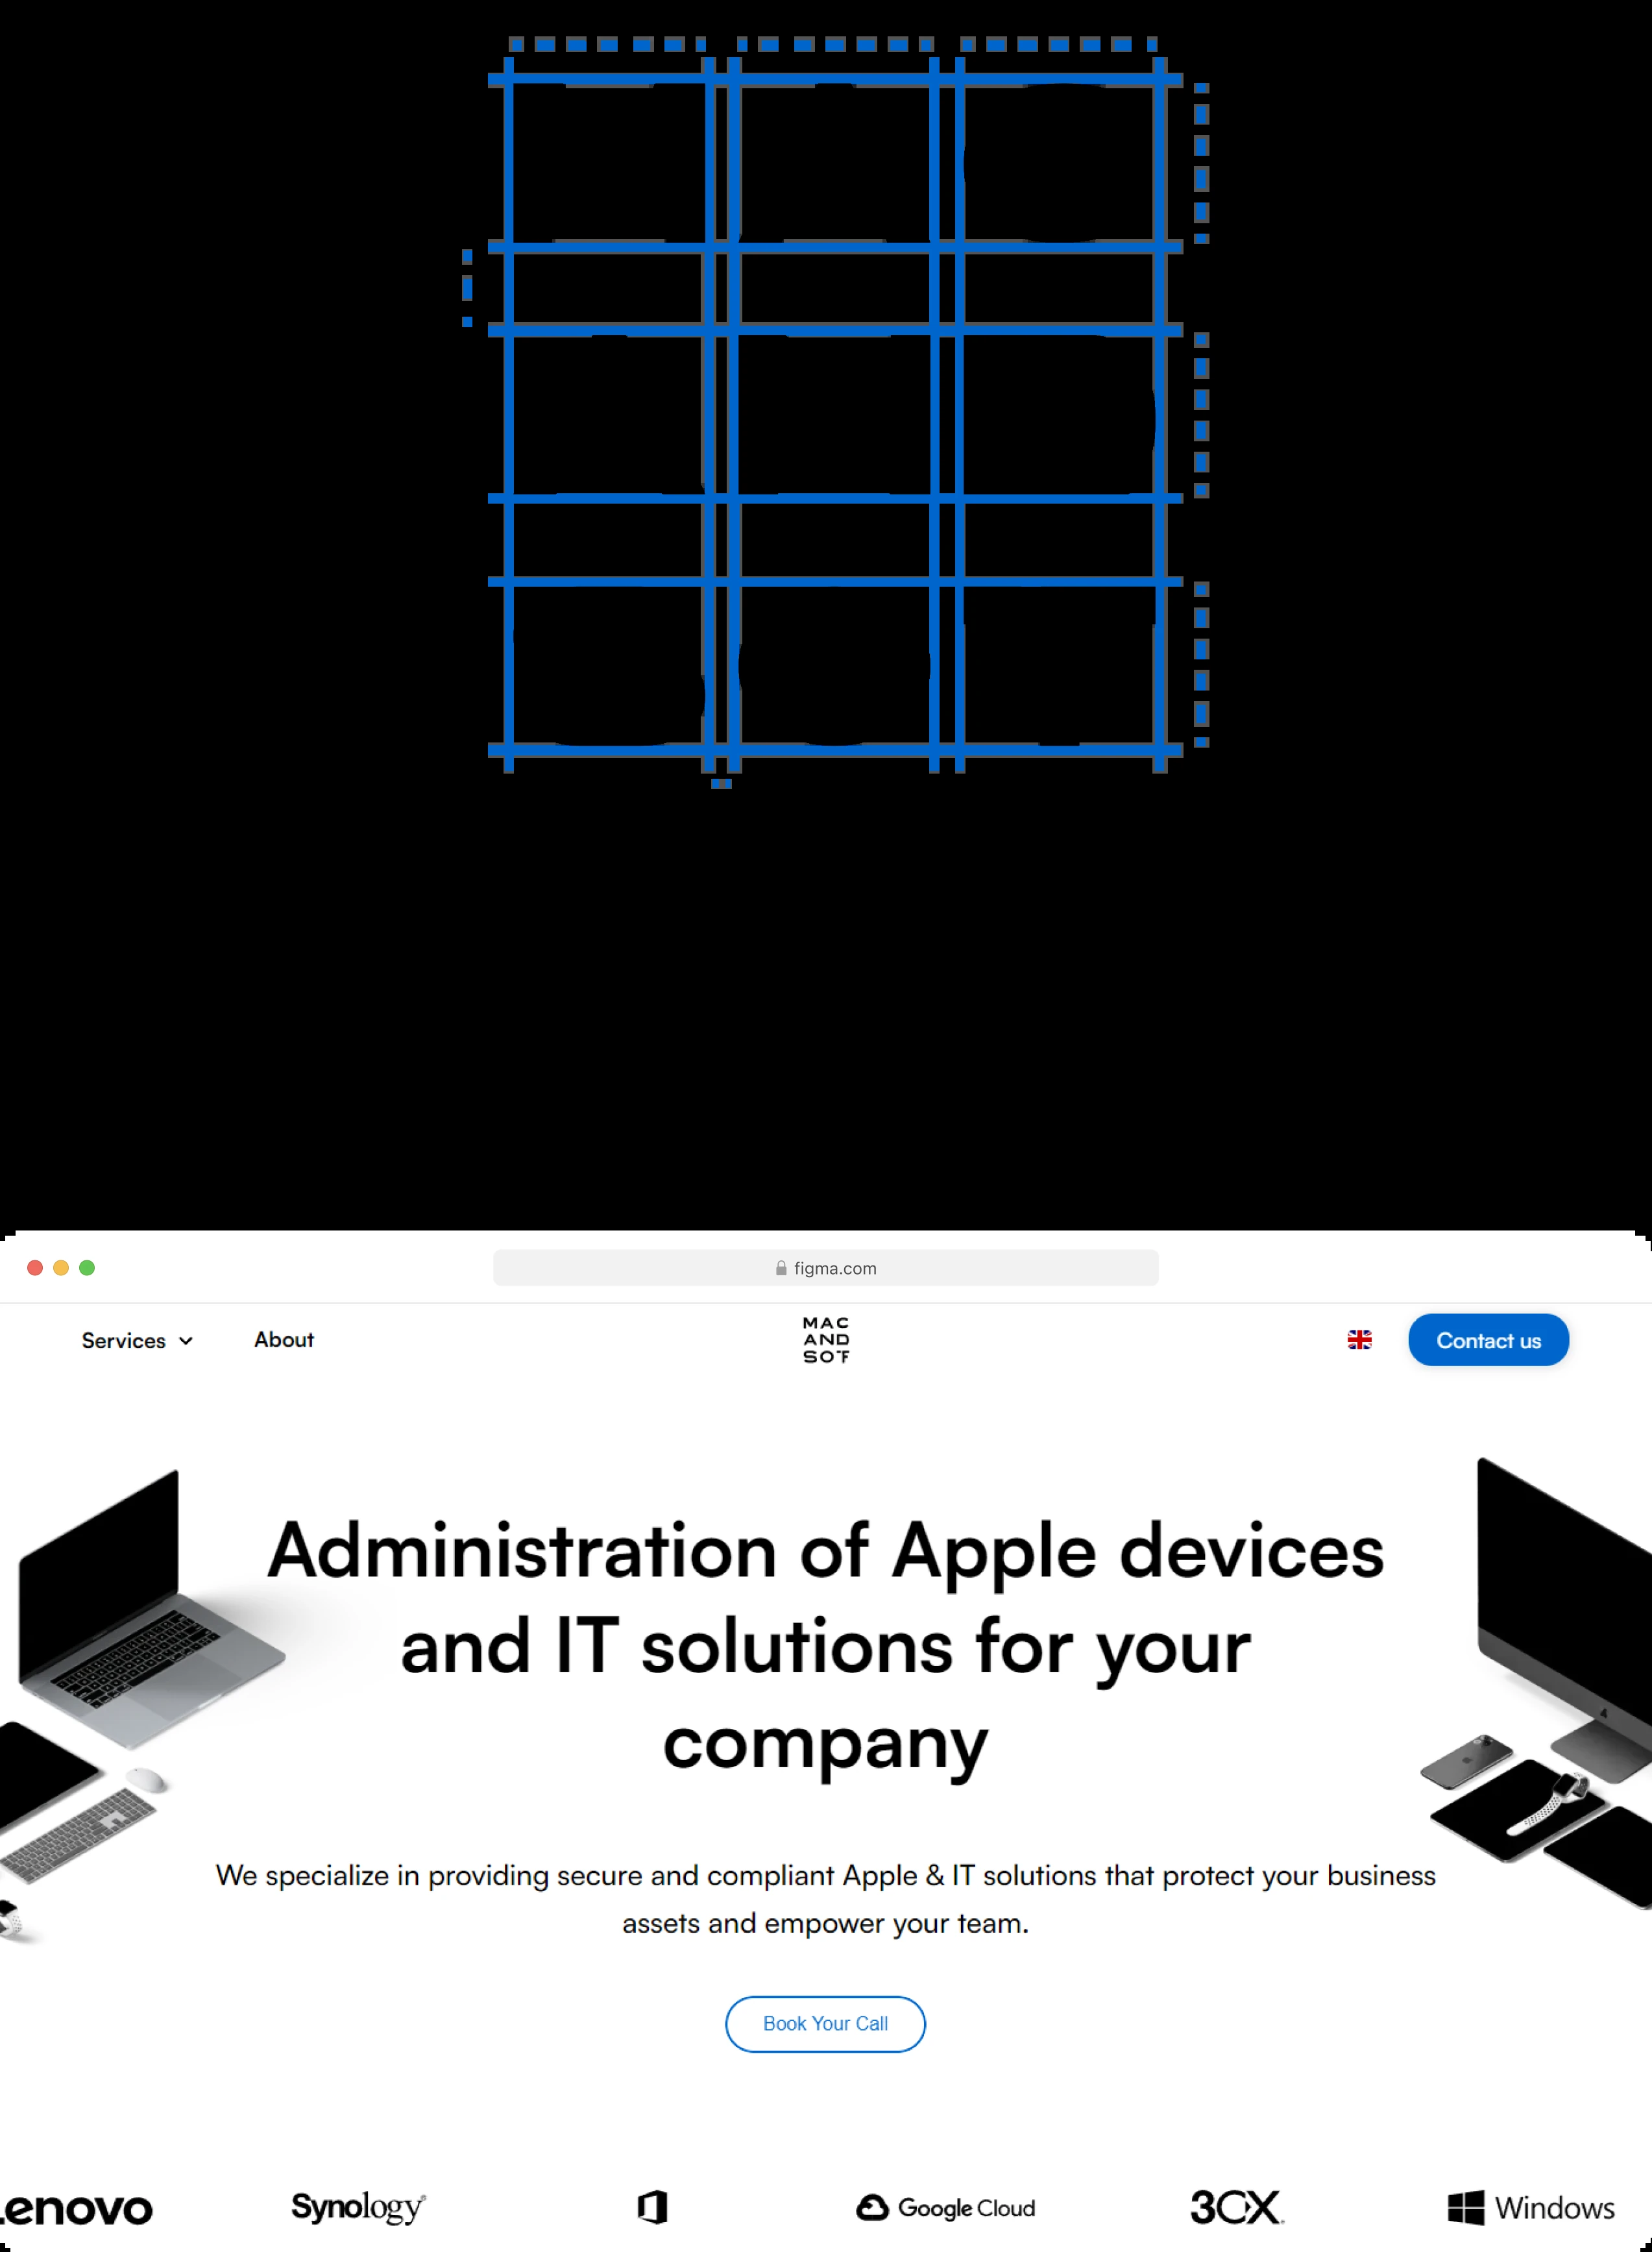 figma.com
Services
About
MAC
AND
SOFT
Contact us
Administration of Apple devices
and IT solutions for your
company
We specialize in providing secure and compliant Apple & IT solutions that protect your business
assets and empower your team.
Book Your Call
Lenovo
Synology
Google Cloud
3CX
Windows